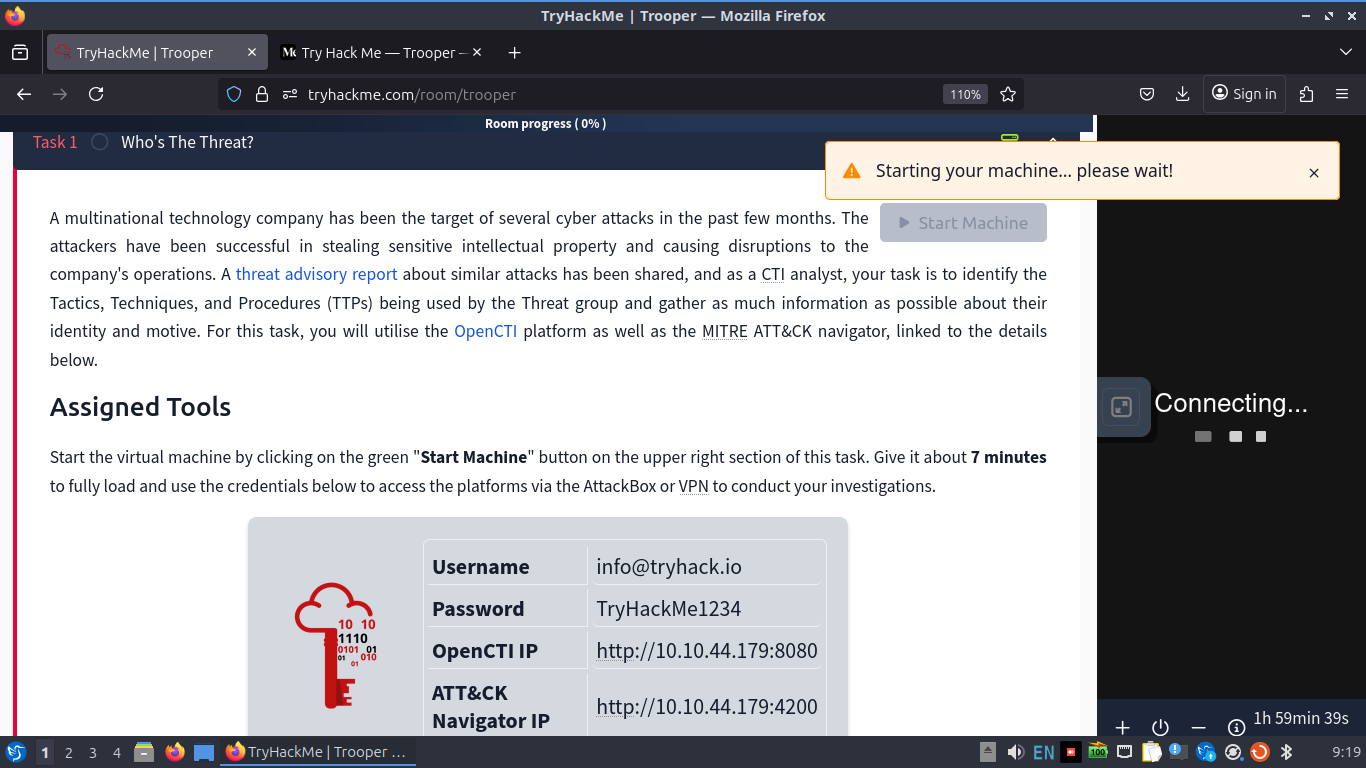 TryHackMe | Trooper — Mozilla Firefox
TryHackMe | Trooper
Try Hack Me — Trooper –
tryhackme.com/room/trooper
110%
Sign in
Room progress ( 0% )
Task 1
Who's The Threat?
Starting your machine... please wait!
A multinational technology company has been the target of several cyber attacks in the past few months. The
Start Machine
attackers have been successful in stealing sensitive intellectual property and causing disruptions to the
company's operations. A threat advisory report about similar attacks has been shared, and as a CTI analyst, your task is to identify the
Tactics, Techniques, and Procedures (TTPs) being used by the Threat group and gather as much information as possible about their
identity and motive. For this task, you will utilise the OpenCTI platform as well as the MITRE ATT&CK navigator, linked to the details
below.
Assigned Tools
Connecting...
Start the virtual machine by clicking on the green "Start Machine" button on the upper right section of this task. Give it about 7 minutes
to fully load and use the credentials below to access the platforms via the AttackBox or VPN to conduct your investigations.
Username
info@tryhack.io
Password
TryHackMe1234
10 10
1110
0101 01
01 010
01
OpenCTI IP
http://10.10.44.179:8080
ATT&CK
Navigator IP
http://10.10.44.179:4200
1h 59min 39s
1
2
3
4
TryHackMe | Trooper ...
EN
100
9:19